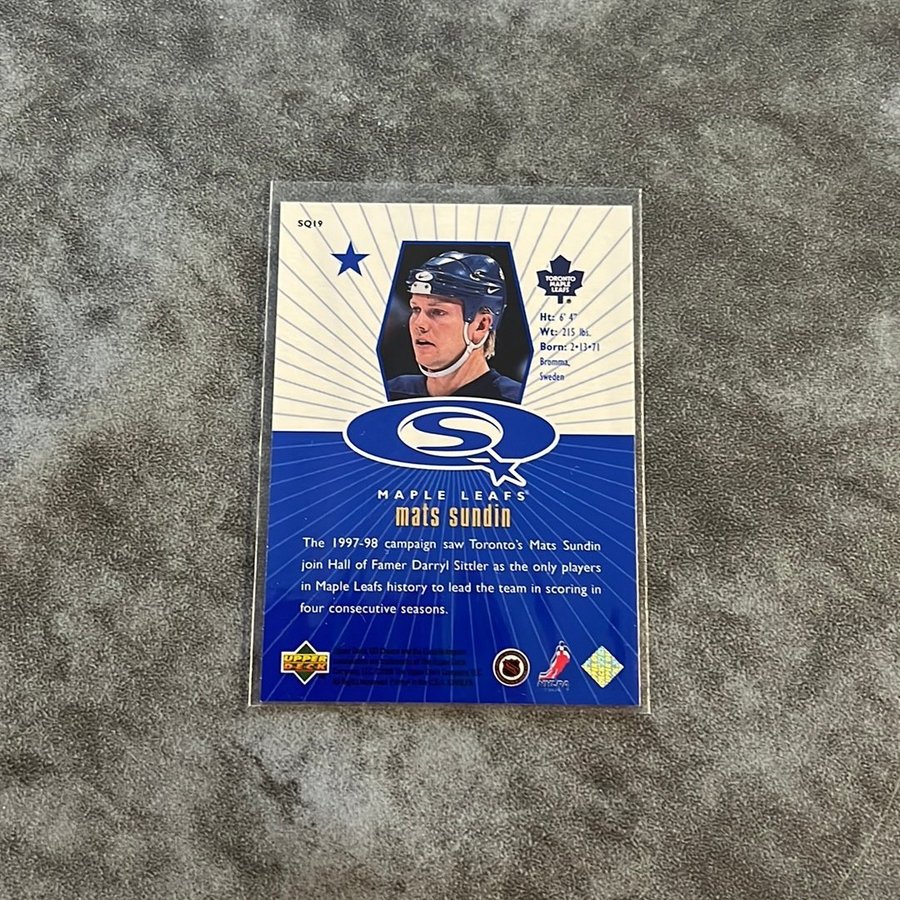 SQ19
TORONTO
MAPLE
LEAFS
Ht: 6' 4"
Wt: 215 lbs.
Born: 2•13•71
Bromma,
Sweden
S
MAPLE LEAFS
mats sundin
The 1997-98 campaign saw Toronto's Mats Sundin
join Hall of Famer Darryl Sittler as the only players
in Maple Leafs history to lead the team in scoring in
four consecutive seasons.
UPPER
DECK